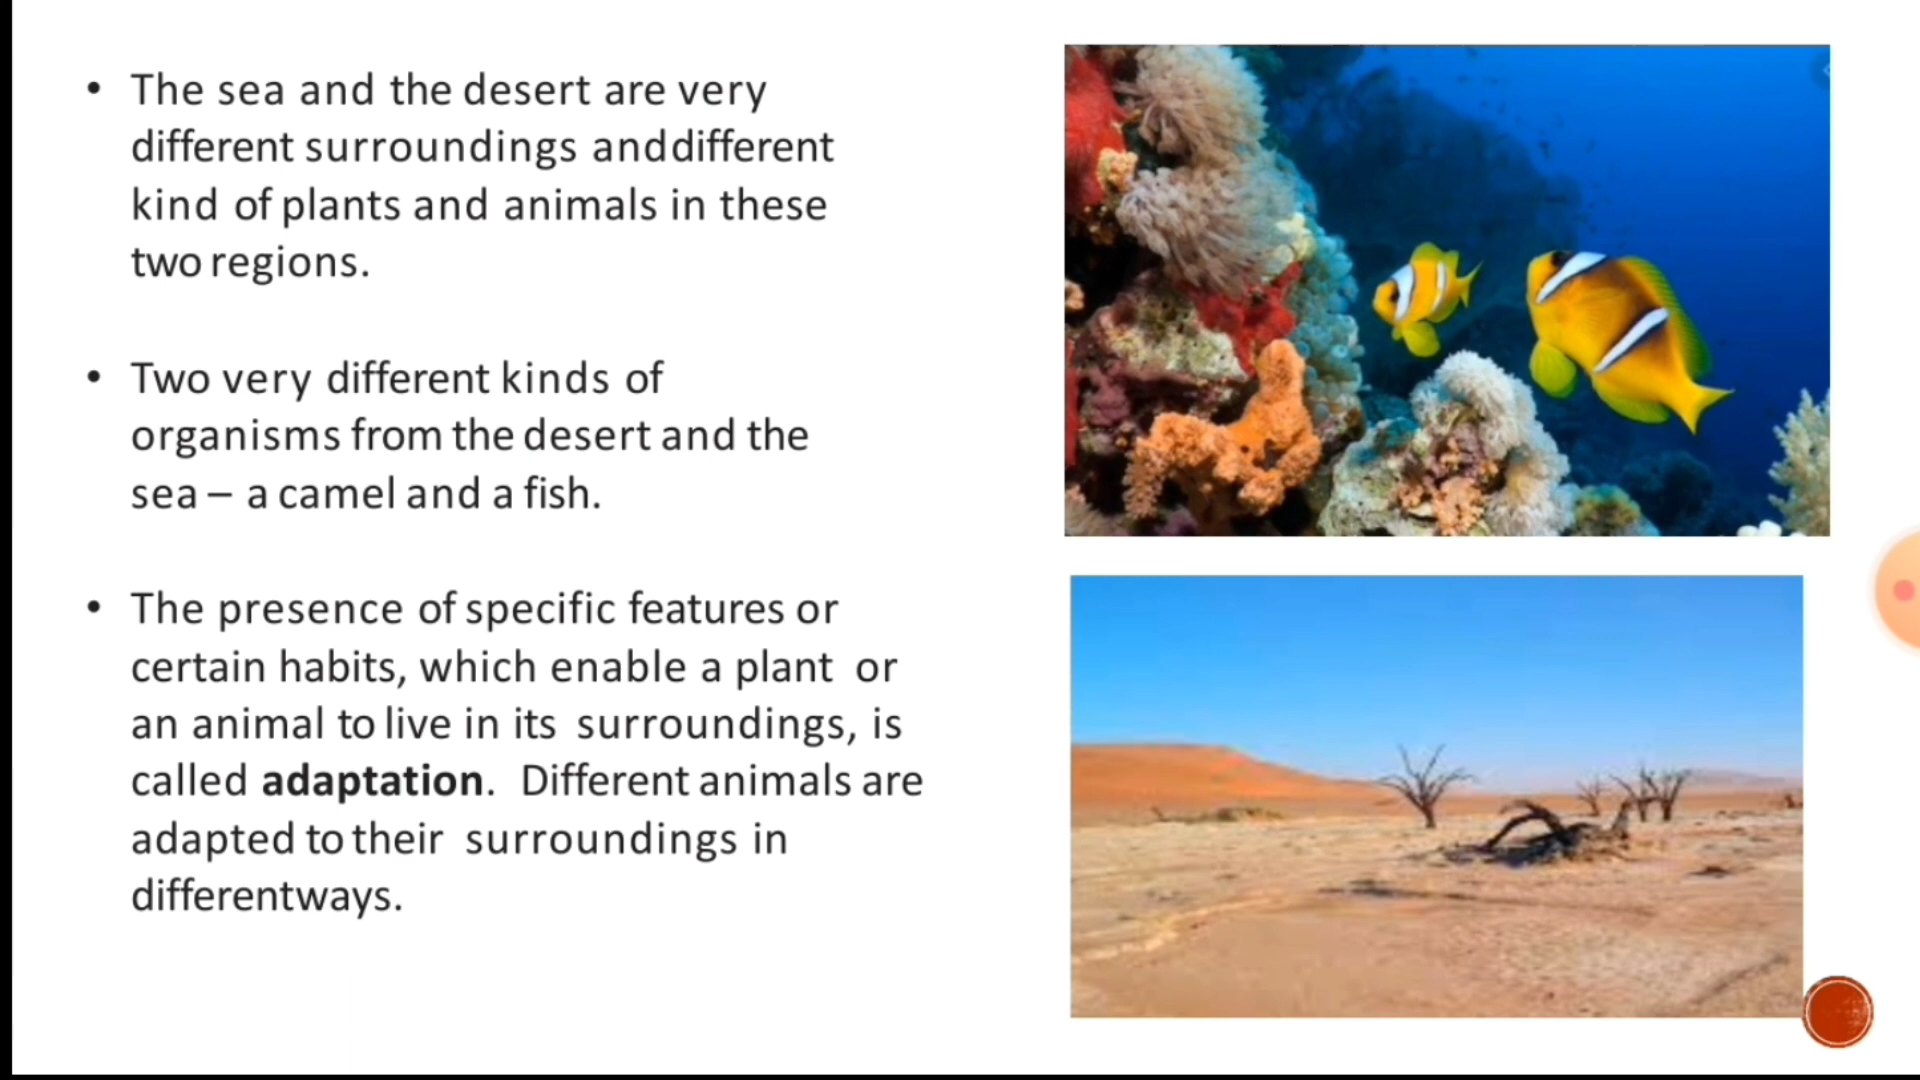 • The sea and the desert are very
different surroundings anddifferent
kind of plants and animals in these
two regions.
• Two very different kinds of
organisms from the desert and the
sea – a camel and a fish.
• The presence of specific features or
certain habits, which enable a plant or
an animal to live in its surroundings, is
called adaptation. Different animals are
adapted to their surroundings in
differentways.